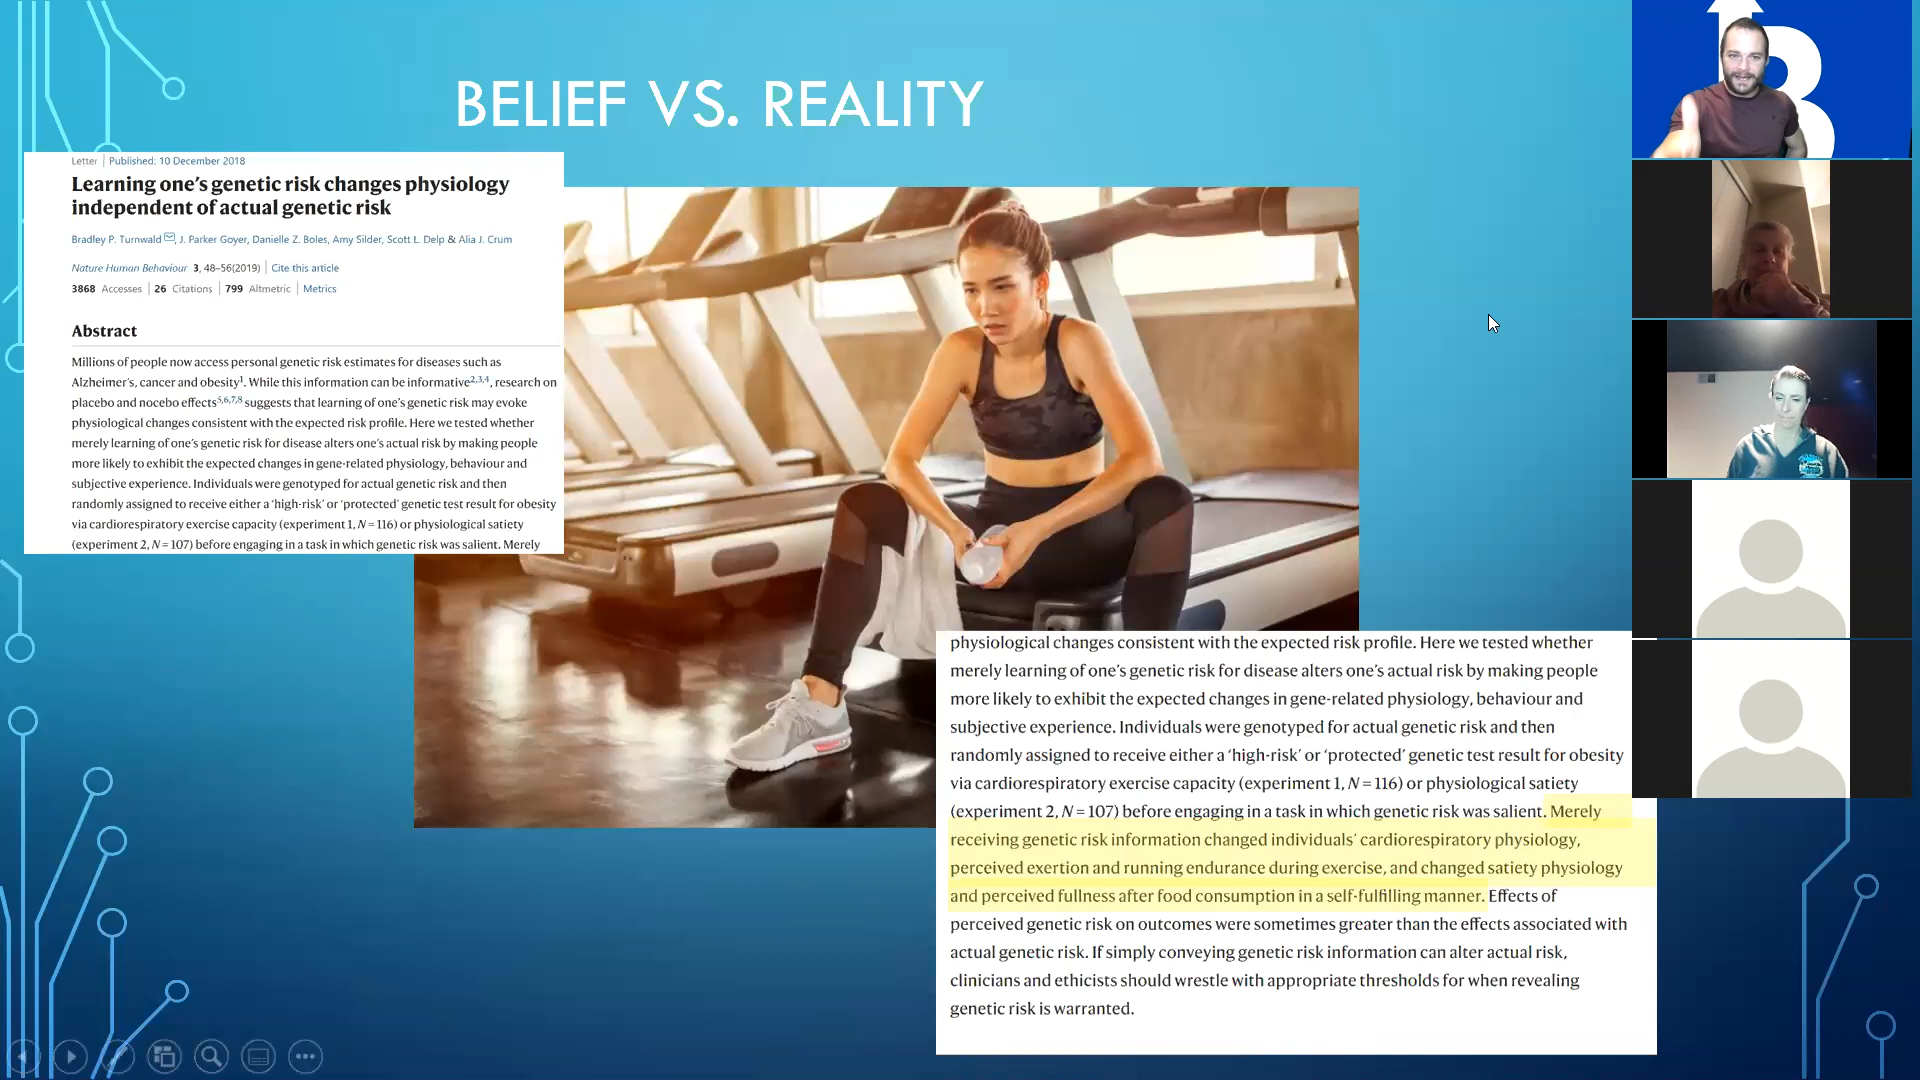 BELIEF VS. REALITY
Letter | Published: 10 December 2018
Learning one's genetic risk changes physiology
independent of actual genetic risk
Bradley P. Turnwald, J. Parker Goyer, Danielle Z. Boles, Amy Silder, Scott L. Delp & Alia J. Crum
Nature Human Behaviour 3, 48–56(2019) | Cite this article
3868 Accesses | 26 Citations | 799 Altmetric | Metrics
Abstract
Millions of people now access personal genetic risk estimates for diseases such as
Alzheimer's, cancer and obesity1. While this information can be informative2,3,4, research on
placebo and nocebo effects5,6,7,8 suggests that learning of one's genetic risk may evoke
physiological changes consistent with the expected risk profile. Here we tested whether
merely learning of one's genetic risk for disease alters one's actual risk by making people
more likely to exhibit the expected changes in gene-related physiology, behaviour and
subjective experience. Individuals were genotyped for actual genetic risk and then
randomly assigned to receive either a 'high-risk' or 'protected' genetic test result for obesity
via cardiorespiratory exercise capacity (experiment 1, N = 116) or physiological satiety
(experiment 2, N = 107) before engaging in a task in which genetic risk was salient. Merely
physiological changes consistent with the expected risk profile. Here we tested whether
merely learning of one's genetic risk for disease alters one's actual risk by making people
more likely to exhibit the expected changes in gene-related physiology, behaviour and
subjective experience. Individuals were genotyped for actual genetic risk and then
randomly assigned to receive either a 'high-risk' or 'protected' genetic test result for obesity
via cardiorespiratory exercise capacity (experiment 1, N = 116) or physiological satiety
(experiment 2, N = 107) before engaging in a task in which genetic risk was salient. Merely
receiving genetic risk information changed individuals' cardiorespiratory physiology,
perceived exertion and running endurance during exercise, and changed satiety physiology
and perceived fullness after food consumption in a self-fulfilling manner. Effects of
perceived genetic risk on outcomes were sometimes greater than the effects associated with
actual genetic risk. If simply conveying genetic risk information can alter actual risk,
clinicians and ethicists should wrestle with appropriate thresholds for when revealing
genetic risk is warranted.
B